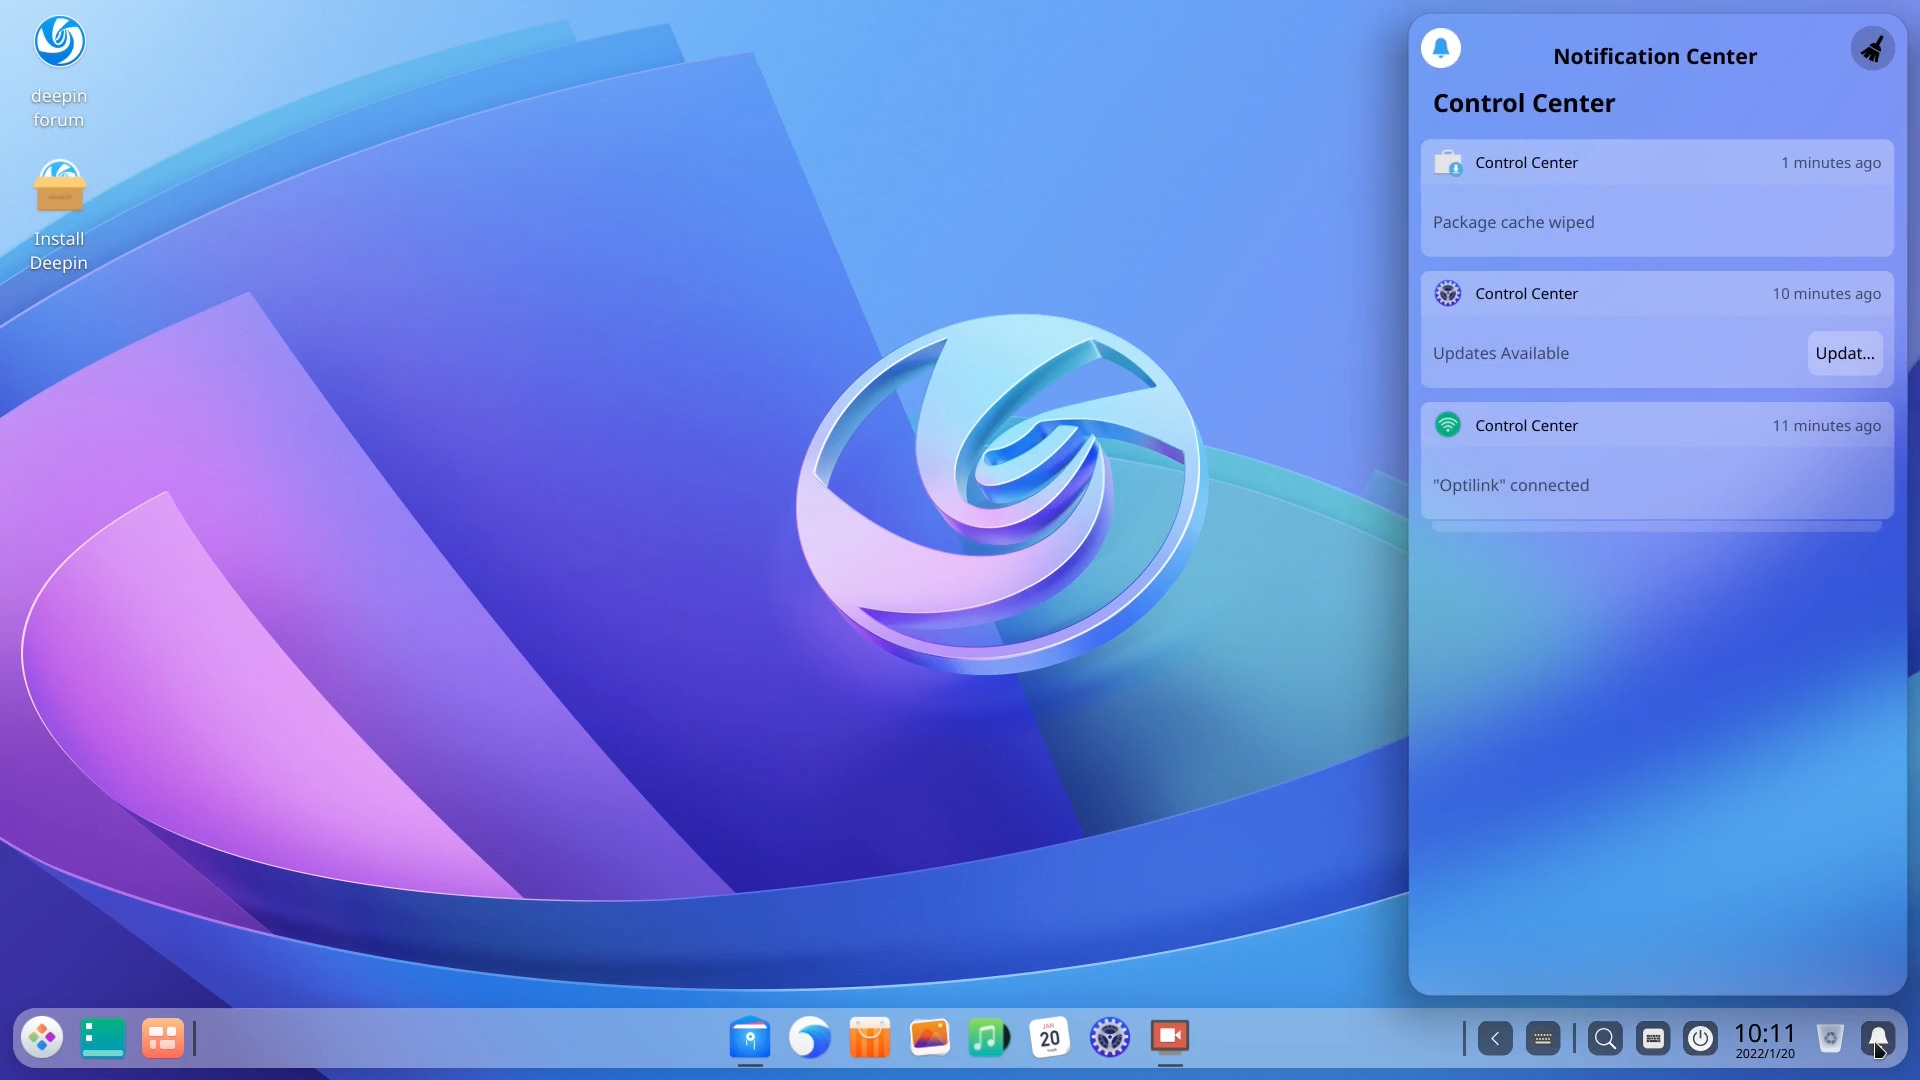 deepin
forum
Install
Deepin
Notification Center
Control Center
Control Center 1 minutes ago
Package cache wiped
Control Center 10 minutes ago
Updates Available Updat...
Control Center 11 minutes ago
"Optilink" connected
JAN
20
10:11
2022/1/20